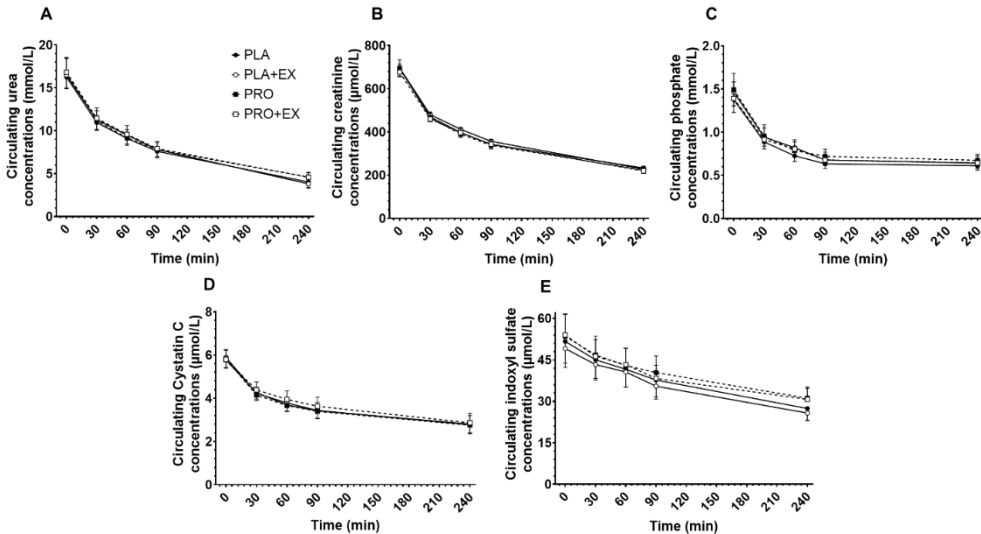 A
Circulating urea
concentrations (mmol/L)
20
15
10
5
0
0 30 60 90 120 150 180 210 240
Time (min)
PLA
PLA+EX
PRO
PRO+EX
B
Circulating creatinine
concentrations (µmol/L)
800
600
400
200
0
0 30 60 90 120 150 180 210 240
Time (min)
C
Circulating phosphate
concentrations (mmol/L)
2.0
1.5
1.0
0.5
0.0
0 30 60 90 120 150 180 210 240
Time (min)
D
Circulating Cystatin C
concentrations (µmol/L)
8
6
4
2
0
0 30 60 90 120 150 180 210 240
Time (min)
E
Circulating indoxyl sulfate
concentrations (µmol/L)
60
45
30
15
0
0 30 60 90 120 150 180 210 240
Time (min)